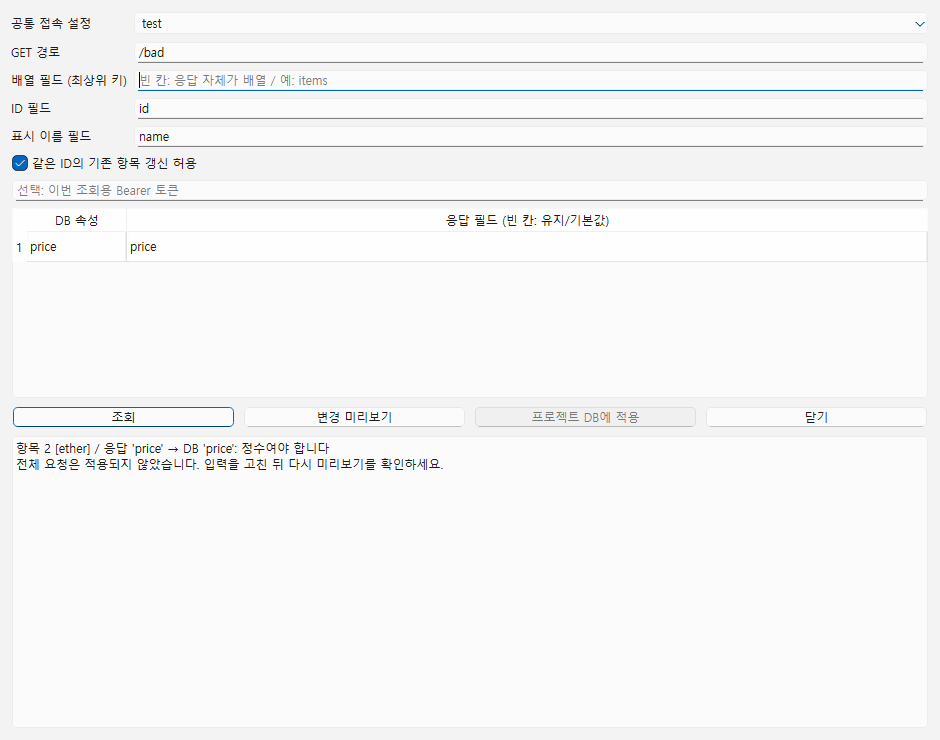 공통 접속 설정 test
GET 경로 /bad
배열 필드 (최상위 키) 빈 칸: 응답 자체가 배열 / 예: items
ID 필드 id
표시 이름 필드 name
같은 ID의 기존 항목 갱신 허용
선택: 이번 조회용 Bearer 토큰
DB 속성 응답 필드 (빈 칸: 유지/기본값)
1 price price
조회 변경 미리보기 프로젝트 DB에 적용 닫기
항목 2 [ether] / 응답 'price' → DB 'price': 정수여야 합니다
전체 요청은 적용되지 않았습니다. 입력을 고친 뒤 다시 미리보기를 확인하세요.